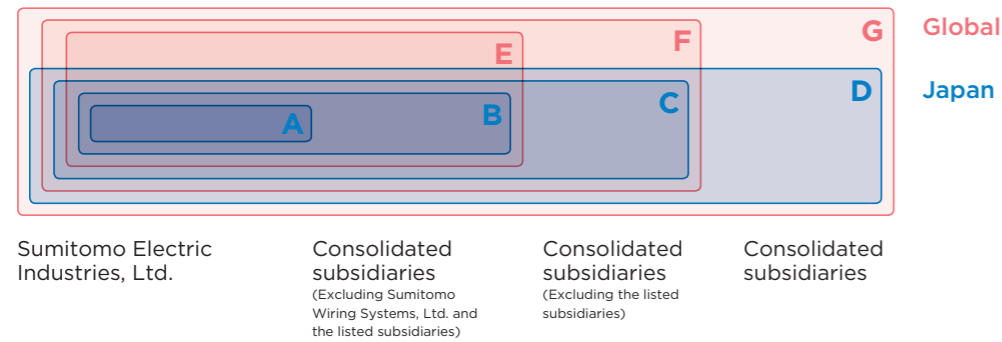 G
Global
F
E
D
Japan
C
B
A
Sumitomo Electric
Industries, Ltd.
Consolidated
subsidiaries
(Excluding Sumitomo
Wiring Systems, Ltd. and
the listed subsidiaries)
Consolidated
subsidiaries
(Excluding the listed
subsidiaries)
Consolidated
subsidiaries